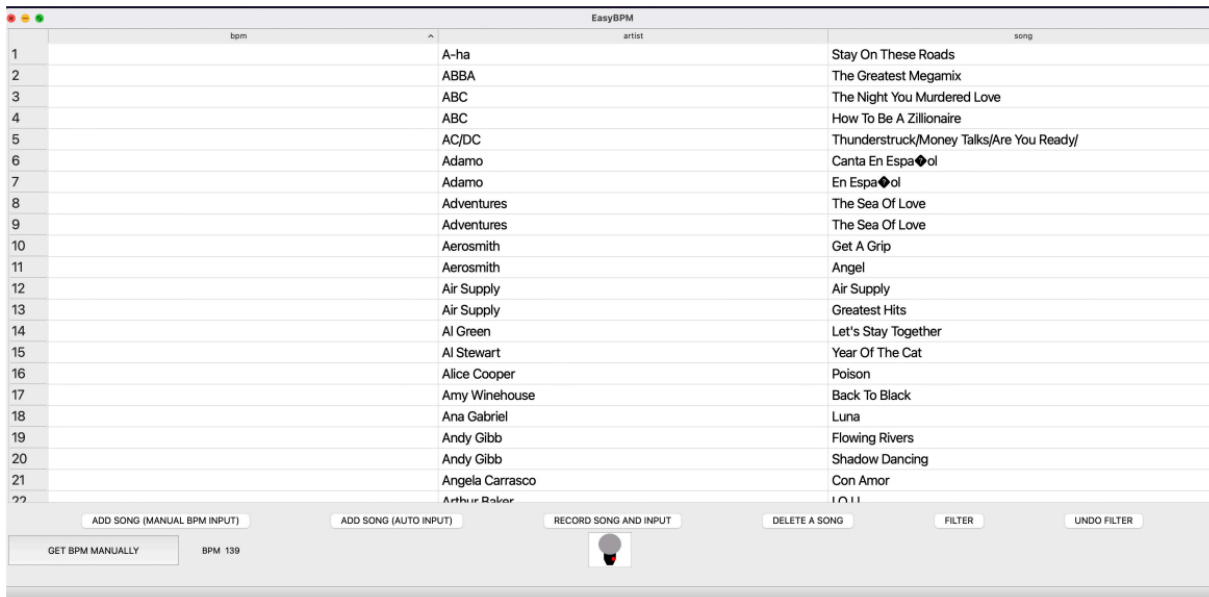 EasyBPM
bpm artist song
1 A-ha Stay On These Roads
2 ABBA The Greatest Megamix
3 ABC The Night You Murdered Love
4 ABC How To Be A Zillionaire
5 AC/DC Thunderstruck/Money Talks/Are You Ready/
6 Adamo Canta En Espa�ol
7 Adamo En Espa�ol
8 Adventures The Sea Of Love
9 Adventures The Sea Of Love
10 Aerosmith Get A Grip
11 Aerosmith Angel
12 Air Supply Air Supply
13 Air Supply Greatest Hits
14 Al Green Let's Stay Together
15 Al Stewart Year Of The Cat
16 Alice Cooper Poison
17 Amy Winehouse Back To Black
18 Ana Gabriel Luna
19 Andy Gibb Flowing Rivers
20 Andy Gibb Shadow Dancing
21 Angela Carrasco Con Amor
22 Arthur Baker I.O.U.
ADD SONG (MANUAL BPM INPUT) ADD SONG (AUTO INPUT) RECORD SONG AND INPUT DELETE A SONG FILTER UNDO FILTER
GET BPM MANUALLY BPM 139